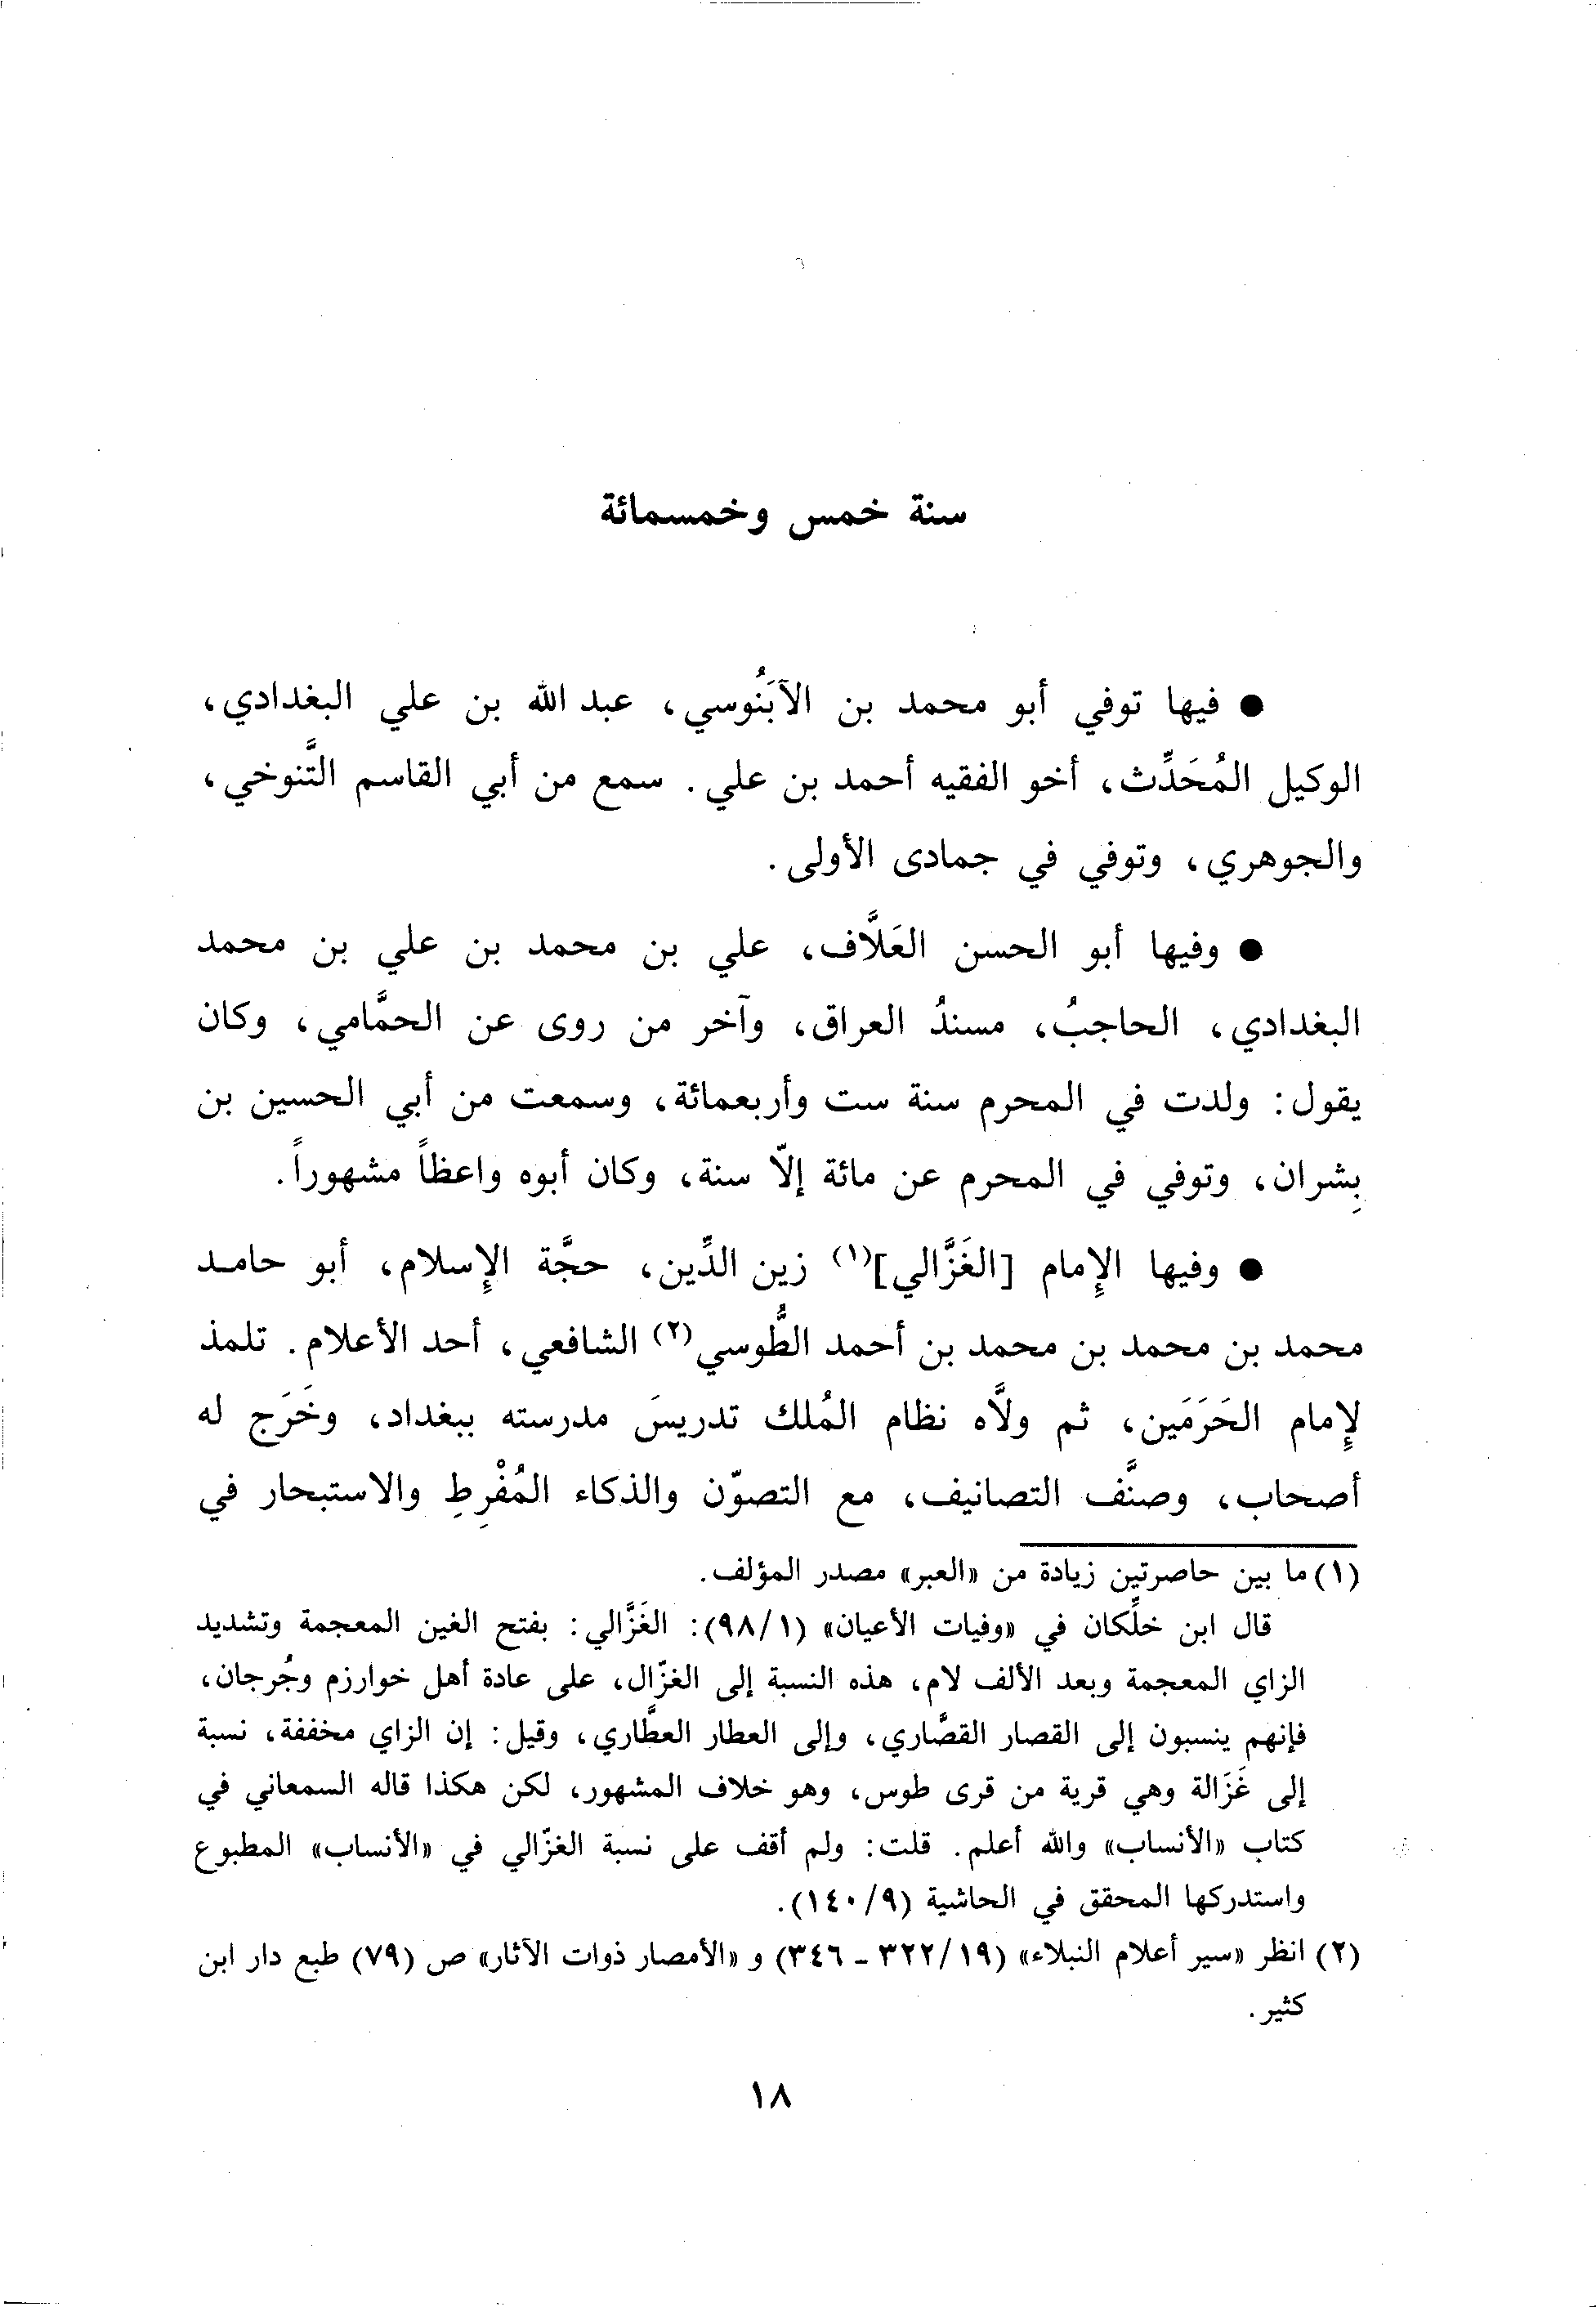 سنة خمس وخمسمائة
● فيها توفي أبو محمد بن الآبَنُوسي، عبد الله بن علي البغدادي،
الوكيل المُحَدِّث، أخو الفقيه أحمد بن علي. سمع من أبي القاسم التَّنوخي،
والجوهري، وتوفي في جمادى الأولى.
● وفيها أبو الحسن العَلَّاف، علي بن محمد بن علي بن محمد
البغدادي، الحاجبُ، مسندُ العراق، وآخر من روى عن الحمَّامي، وكان
يقول: ولدت في المحرم سنة ست وأربعمائة، وسمعت من أبي الحسين بن
بِشران، وتوفي في المحرم عن مائة إلّا سنة، وكان أبوه واعظاً مشهوراً.
● وفيها الإِمام [الغَزَّالي](١) زين الدِّين، حجَّة الإِسلام، أبو حامد
محمد بن محمد بن محمد بن أحمد الطُّوسي(٢) الشافعي، أحد الأعلام. تلمذ
لإِمام الحَرَمَين، ثم ولَّاه نظام المُلك تدريسَ مدرسته ببغداد، وخَرَج له
أصحاب، وصنَّف التصانيف، مع التصوّن والذكاء المُفْرِطِ والاستبحار في
(١) ما بين حاصرتين زيادة من «العبر» مصدر المؤلف.
قال ابن خلِّكان في «وفيات الأعيان» (٩٨/١): الغَزَّالي: بفتح الغين المعجمة وتشديد
الزاي المعجمة وبعد الألف لام، هذه النسبة إلى الغزّال، على عادة أهل خوارزم وجُرجان،
فإنهم ينسبون إلى القصار القصَّاري، وإلى العطار العطَّاري، وقيل: إن الزاي مخففة، نسبة
إلى غَزَالة وهي قرية من قرى طوس، وهو خلاف المشهور، لكن هكذا قاله السمعاني في
كتاب «الأنساب» والله أعلم. قلت: ولم أقف على نسبة الغزّالي في «الأنساب» المطبوع
واستدركها المحقق في الحاشية (١٤٠/٩).
(٢) انظر «سير أعلام النبلاء» (٣٢٢/١٩ - ٣٤٦) و «الأمصار ذوات الآثار» ص (٧٩) طبع دار ابن
كثير.
١٨